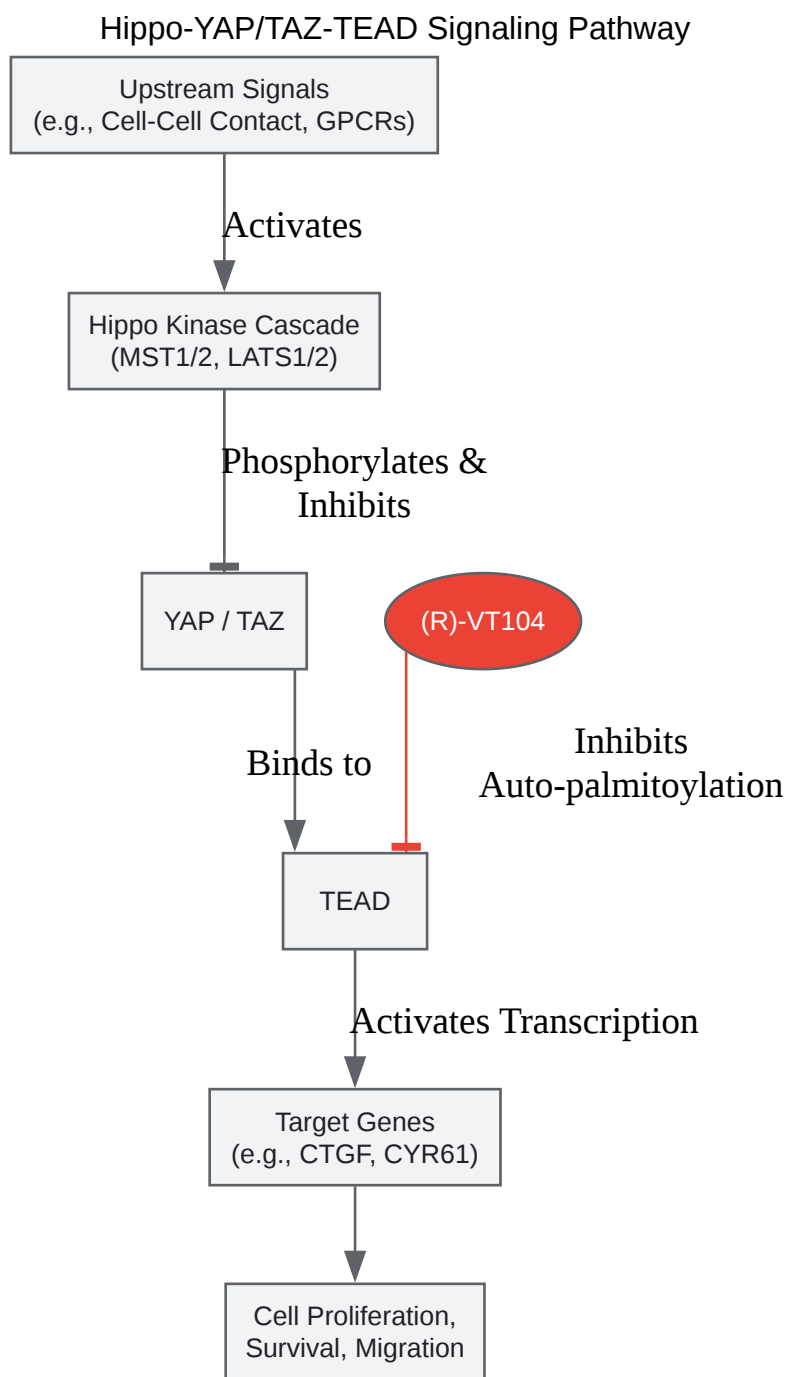 Hippo-YAP/TAZ-TEAD Signaling Pathway
Upstream Signals
(e.g., Cell-Cell Contact, GPCRs)
Activates
Hippo Kinase Cascade
(MST1/2, LATS1/2)
Phosphorylates &
Inhibits
YAP / TAZ
(R)-VT104
Binds to
Inhibits
Auto-palmitoylation
TEAD
Activates Transcription
Target Genes
(e.g., CTGF, CYR61)
Cell Proliferation,
Survival, Migration